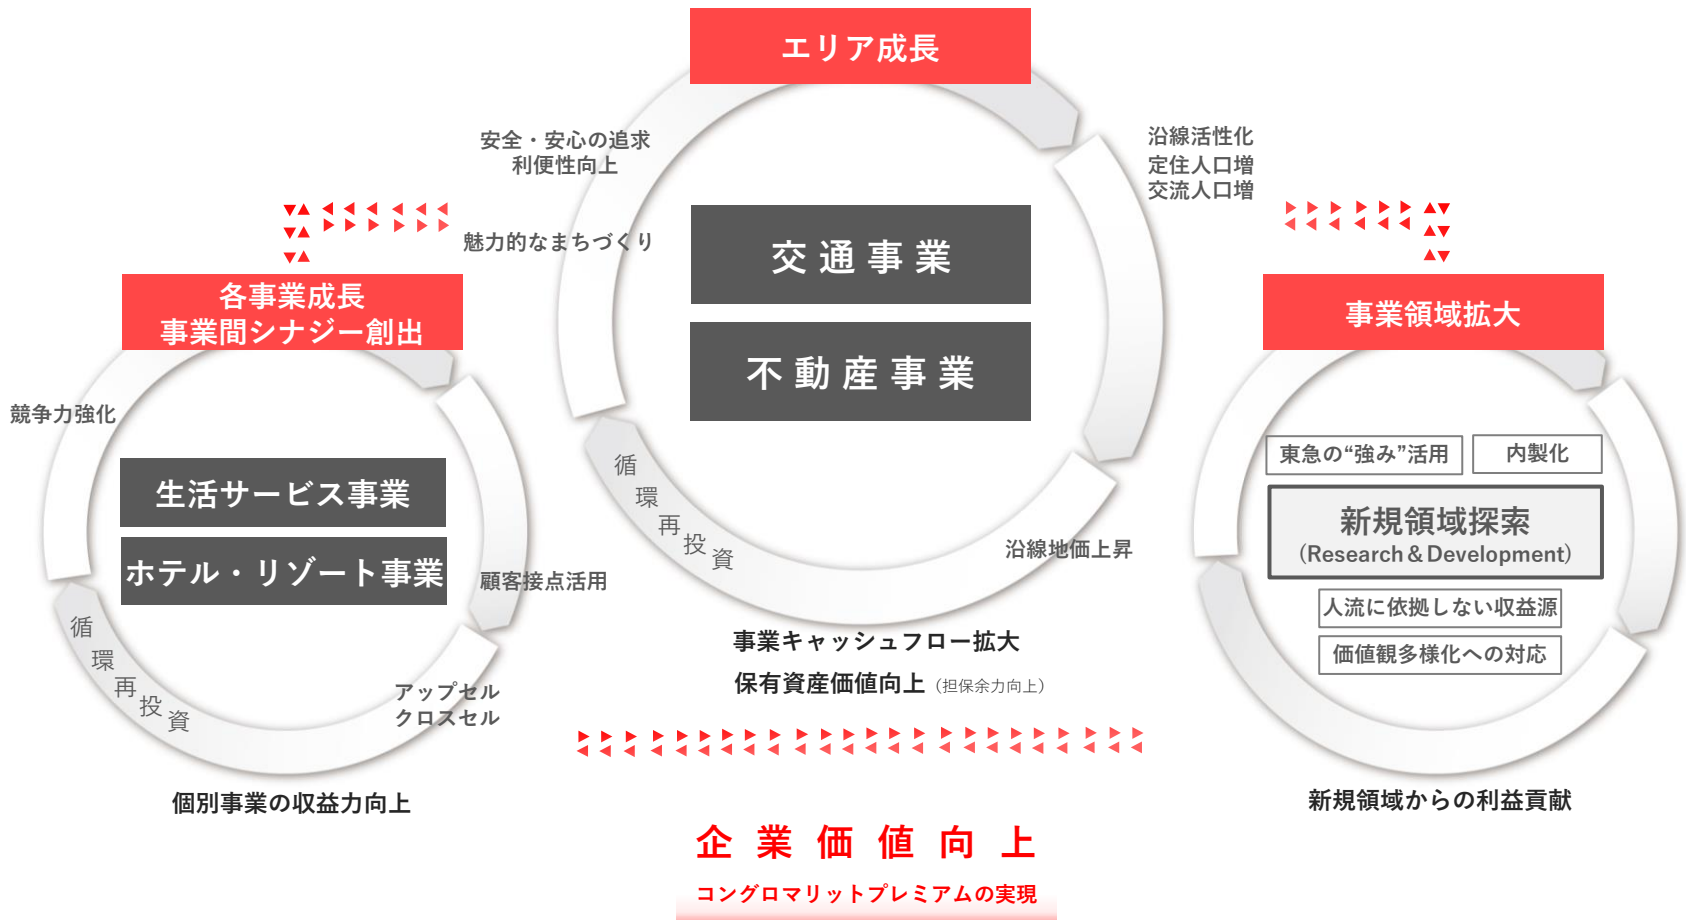 エリア成長
安全・安心の追求
利便性向上
魅力的なまちづくり
沿線活性化
定住人口増
交流人口増
交通事業
不動産事業
循環再投資
沿線地価上昇
事業キャッシュフロー拡大
保有資産価値向上（担保余力向上）
各事業成長
事業間シナジー創出
競争力強化
生活サービス事業
ホテル・リゾート事業
顧客接点活用
循環再投資
アップセル
クロスセル
個別事業の収益力向上
事業領域拡大
東急の“強み”活用
内製化
新規領域探索
（Research＆Development）
人流に依拠しない収益源
価値観多様化への対応
新規領域からの利益貢献
企業価値向上
コングロマリットプレミアムの実現